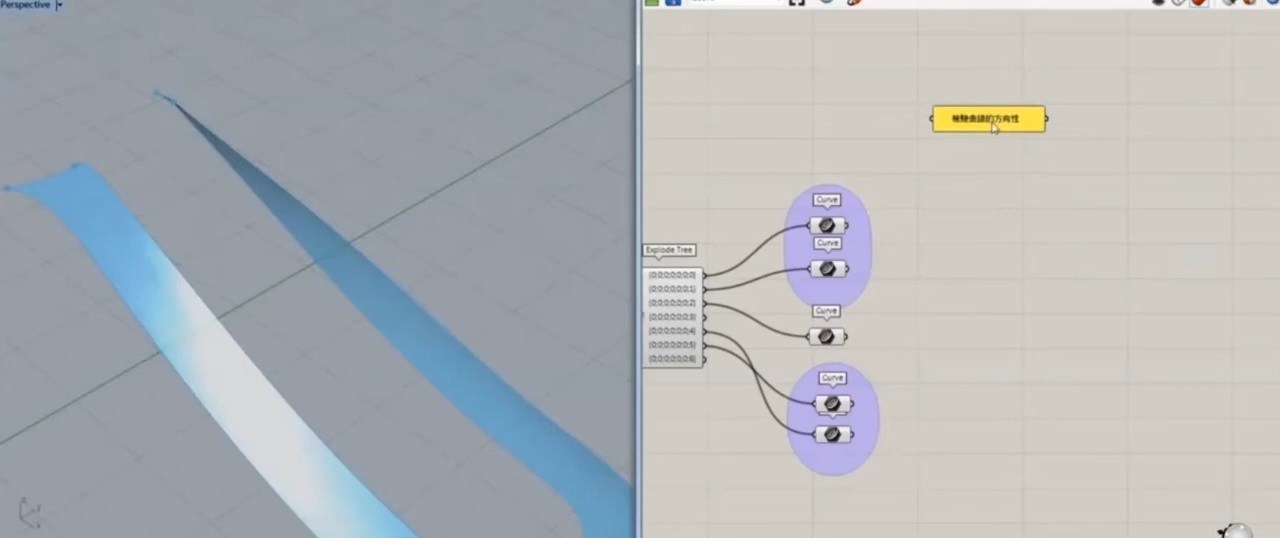 Perspective
檢驗曲線的方向性
Curve
Curve
Explode Tree
{0;0;0;0;0;0;0}
{0;0;0;0;0;0;1}
{0;0;0;0;0;0;2}
{0;0;0;0;0;0;3}
{0;0;0;0;0;0;4}
{0;0;0;0;0;0;5}
{0;0;0;0;0;0;6}
Curve
Curve